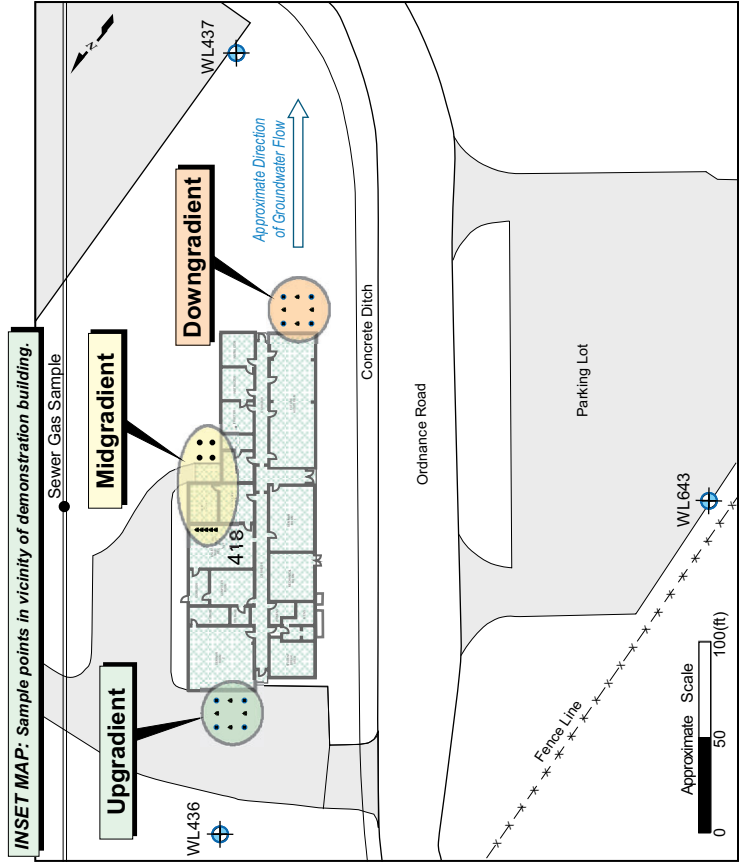 INSET MAP: Sample points in vicinity of demonstration building.
Sewer Gas Sample
N
WL437
Approximate Direction
of Groundwater Flow
Downgradient
Midgradient
Upgradient
418
WL436
Concrete Ditch
Ordnance Road
Parking Lot
WL643
Fence Line
Approximate Scale
0 50 100(ft)